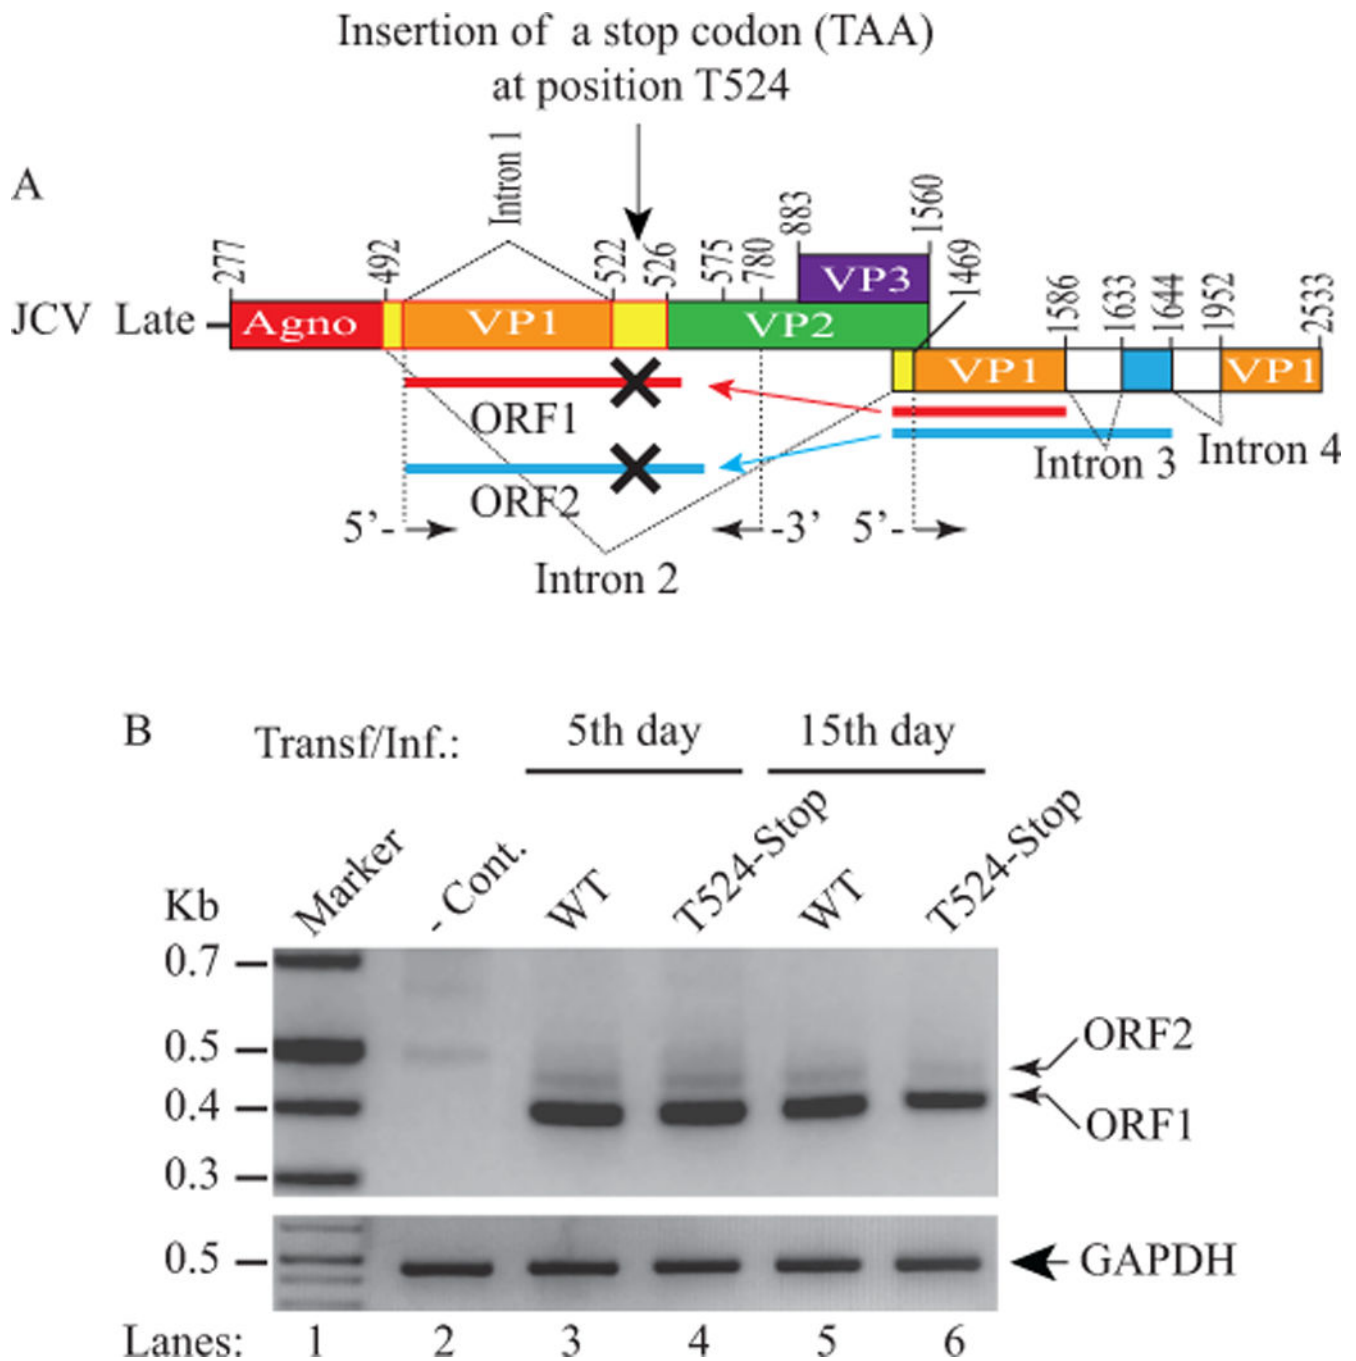 Insertion of a stop codon (TAA)
at position T524
A
Intron 1
277
492
522
526
575
780
883
1560
1469
1586
1633
1644
1952
2533
JCV Late
Agno
VP1
VP2
VP3
VP1
VP1
ORF1
ORF2
Intron 3
Intron 4
5’-
-3’
5’-
Intron 2
B
Transf/Inf.:
5th day
15th day
Kb
Marker
- Cont.
WT
T524-Stop
WT
T524-Stop
0.7
0.5
0.4
0.3
ORF2
ORF1
0.5
GAPDH
Lanes: 1 2 3 4 5 6